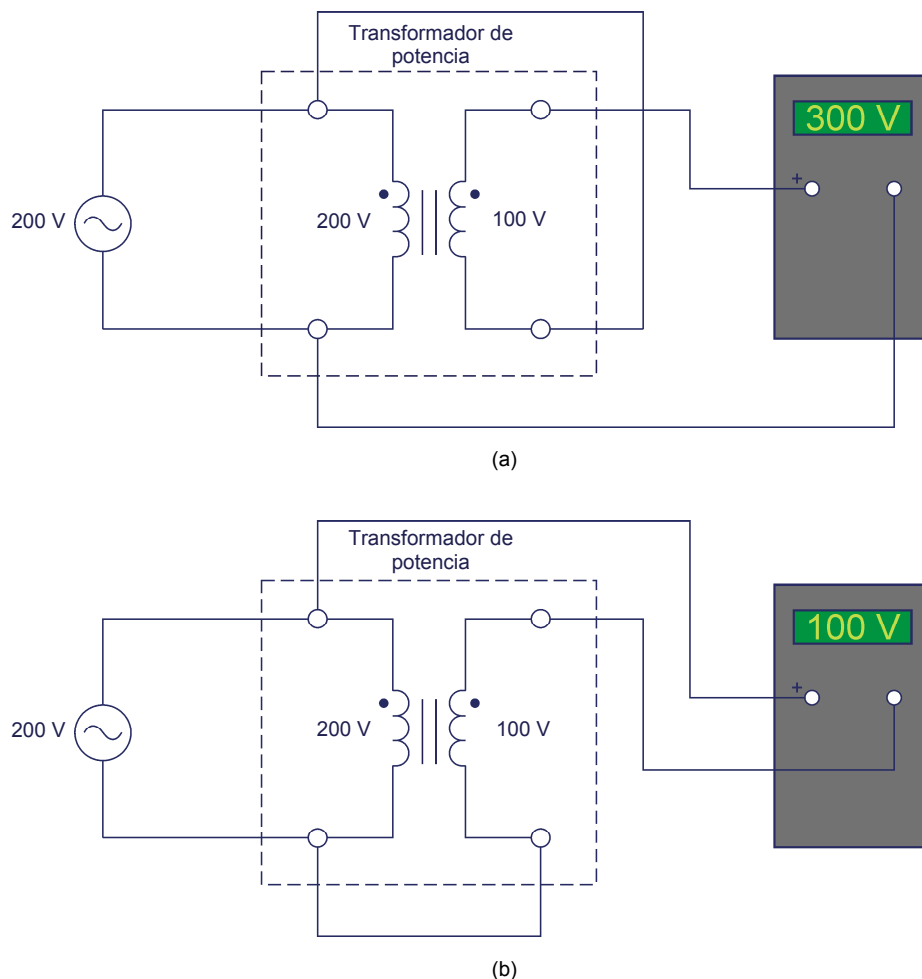 Transformador de
potencia
300 V
+
200 V
200 V
100 V
(a)
Transformador de
potencia
100 V
+
200 V
200 V
100 V
(b)